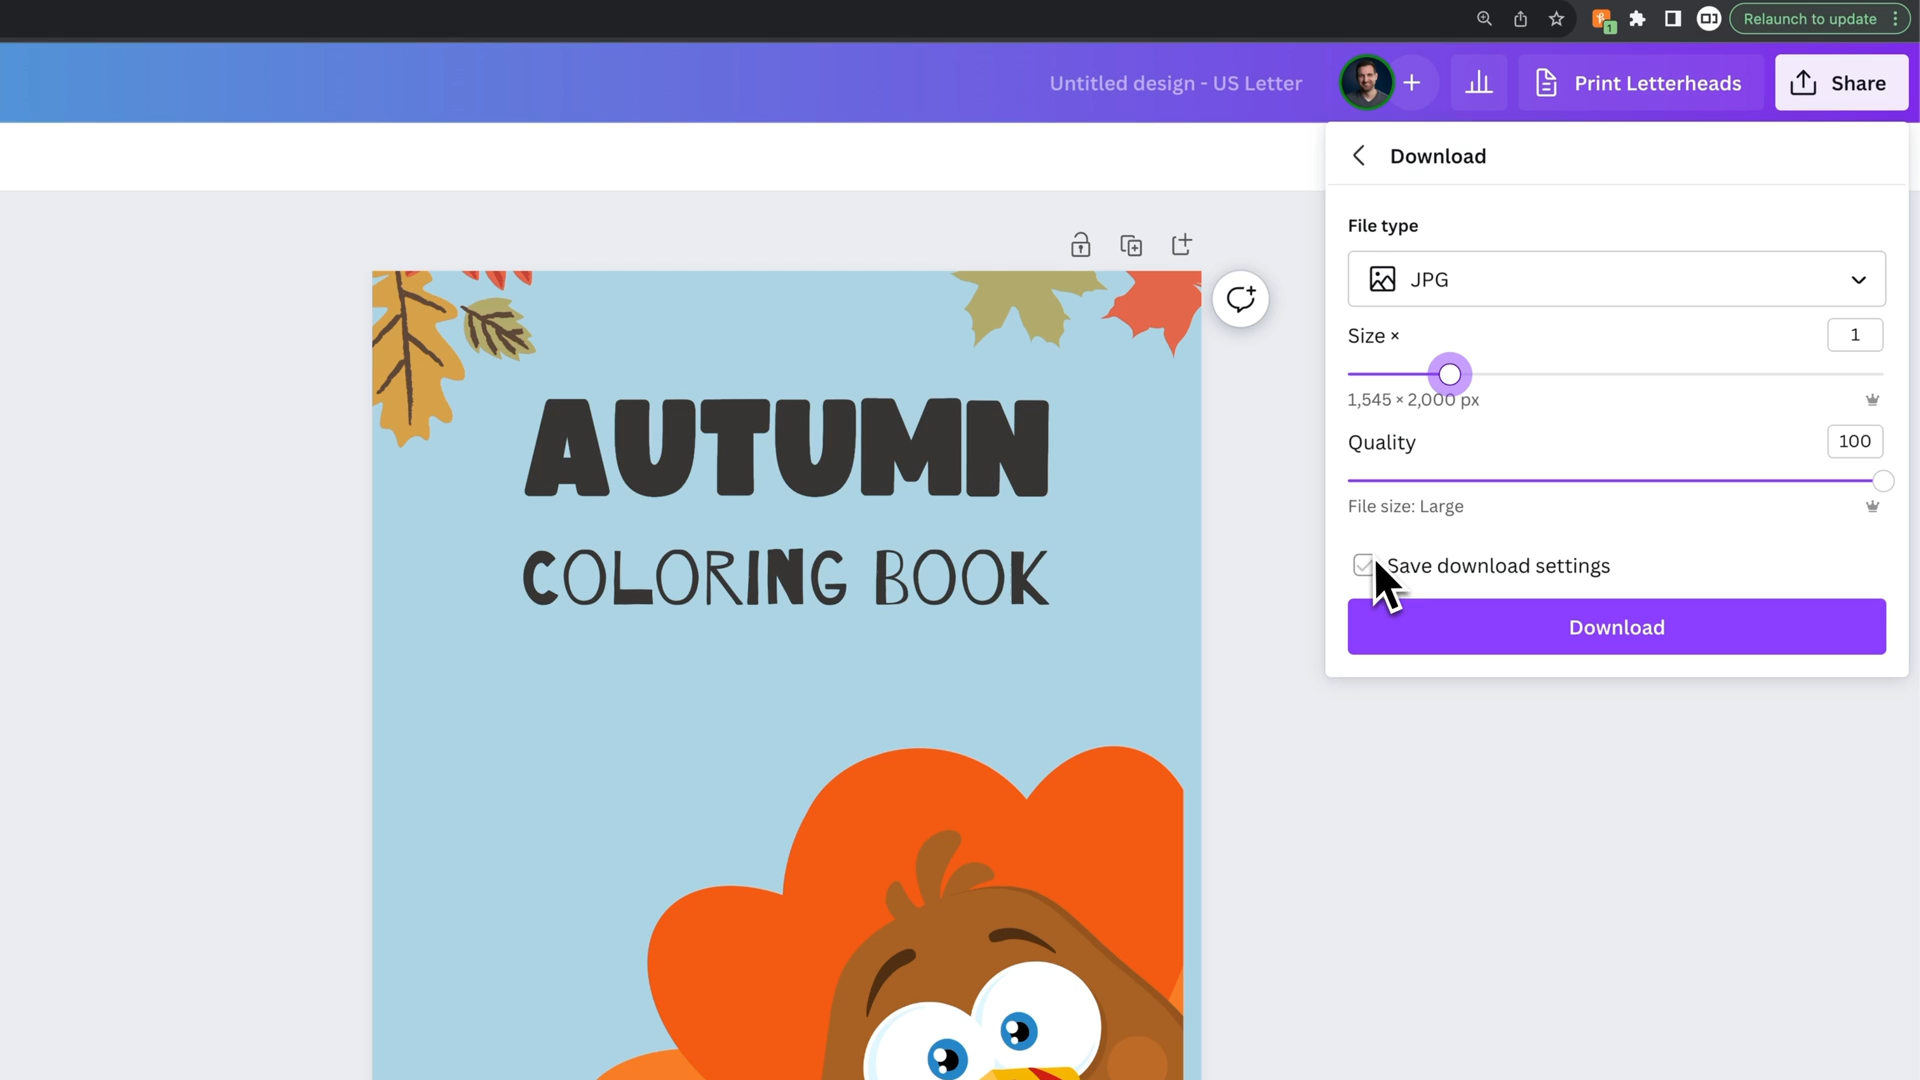 1
Relaunch to update
Untitled design - US Letter
Print Letterheads
Share
Download
File type
JPG
Size ×
1
1,545 × 2,000 px
Quality
100
File size: Large
Save download settings
Download
AUTUMN
COLORING BOOK